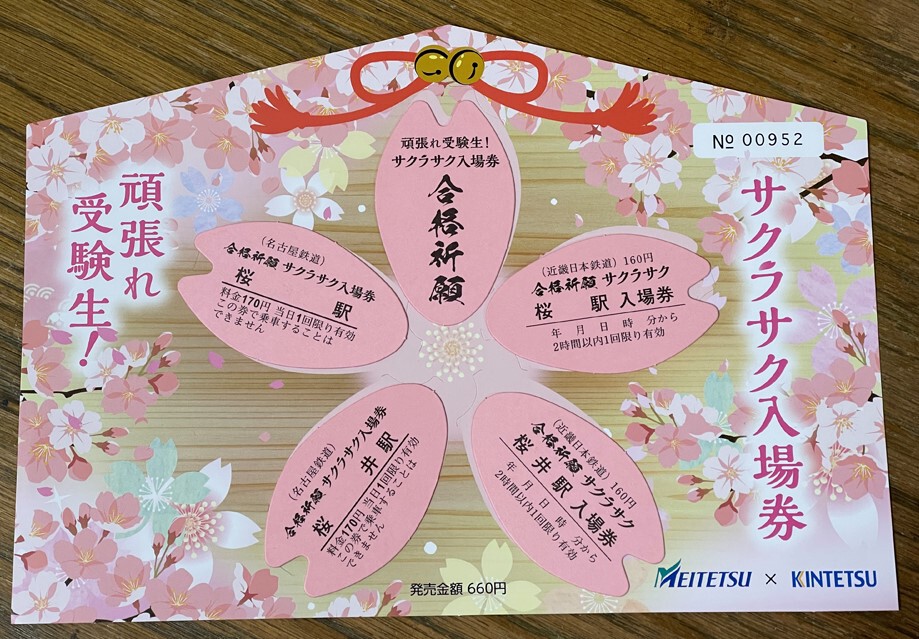 № 00952
サクラサク入場券
頑張れ
受験生!
頑張れ受験生!
サクラサク入場券
合格祈願
(名古屋鉄道)
合格祈願 サクラサク入場券
桜 駅
料金170円 当日1回限り有効
この券で乗車することは
できません
(近畿日本鉄道) 160円
合格祈願 サクラサク
桜 駅 入場券
年 月 日 時 分から
2時間以内1回限り有効
(名古屋鉄道)
合格祈願 サクラサク入場券
桜 井 駅
料金170円 当日1回限り有効
この券で乗車することは
できません
(近畿日本鉄道) 160円
合格祈願 サクラサク
桜 井 駅 入場券
年 月 日 時 分から
2時間以内1回限り有効
発売金額 660円
MEITETSU × KINTETSU